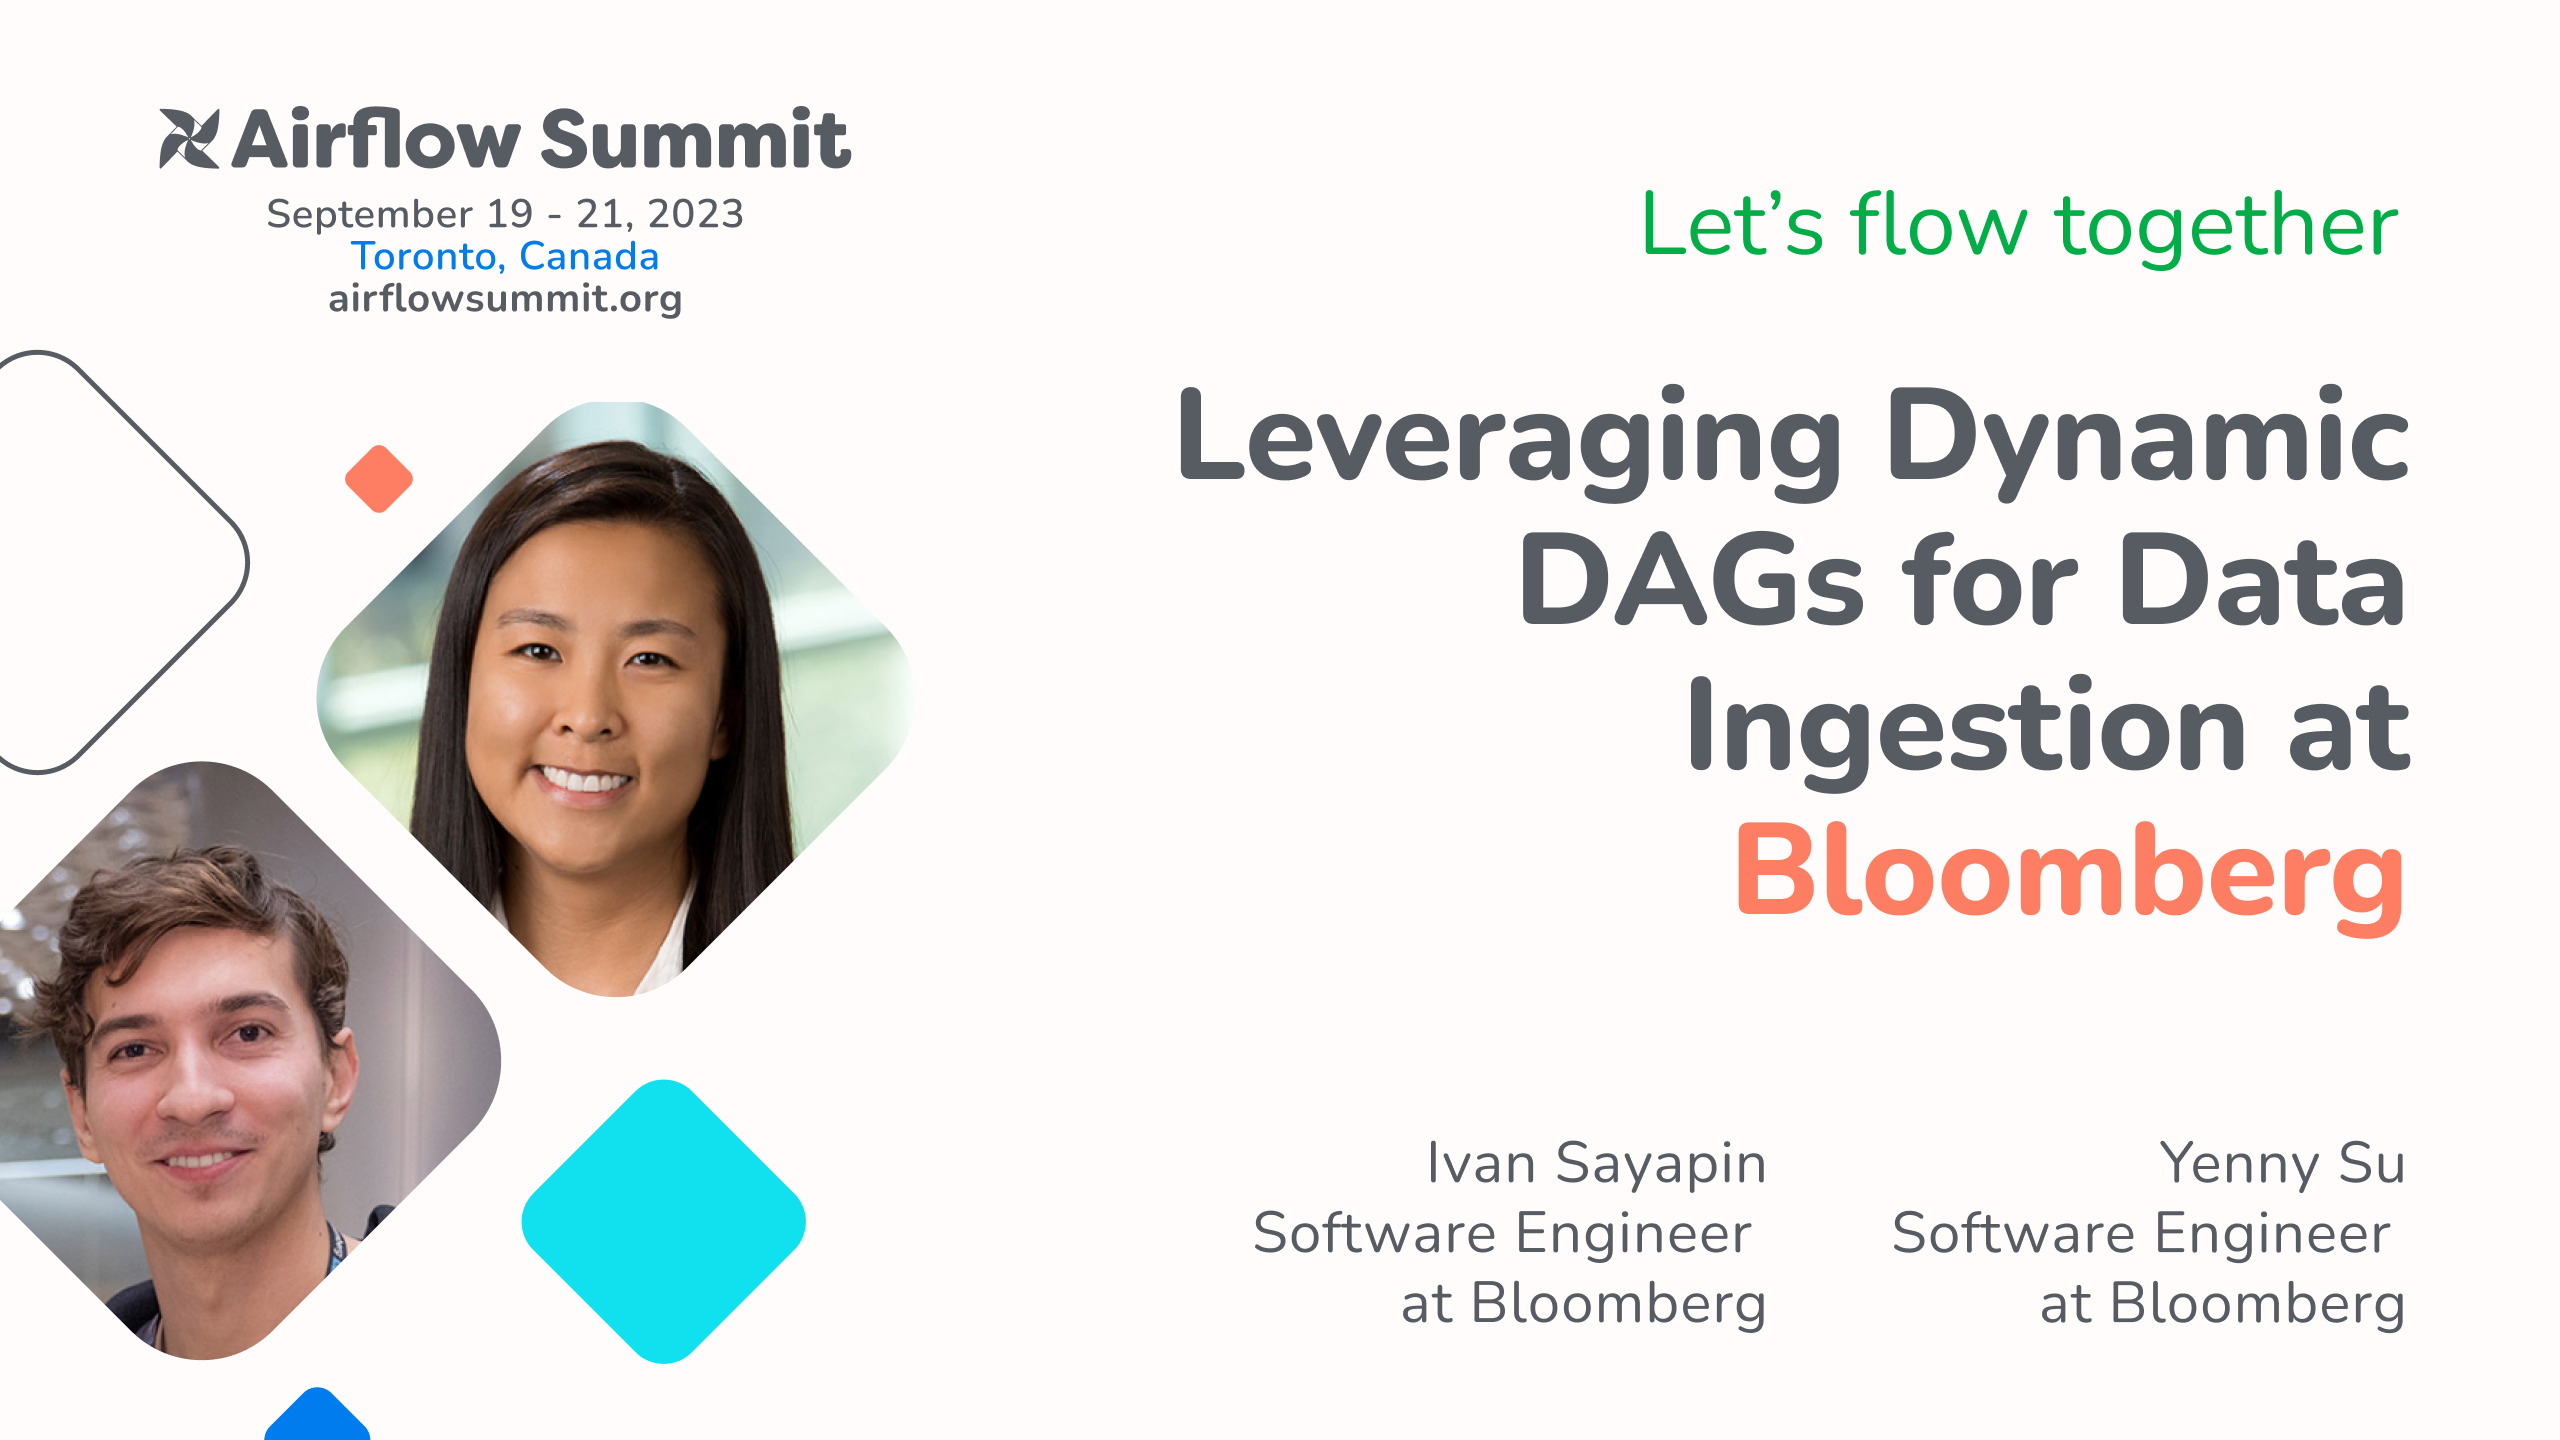 Airflow Summit
September 19 - 21, 2023
Toronto, Canada
airflowsummit.org
Let’s flow together
Leveraging Dynamic
DAGs for Data
Ingestion at
Bloomberg
Ivan Sayapin
Software Engineer
at Bloomberg
Yenny Su
Software Engineer
at Bloomberg